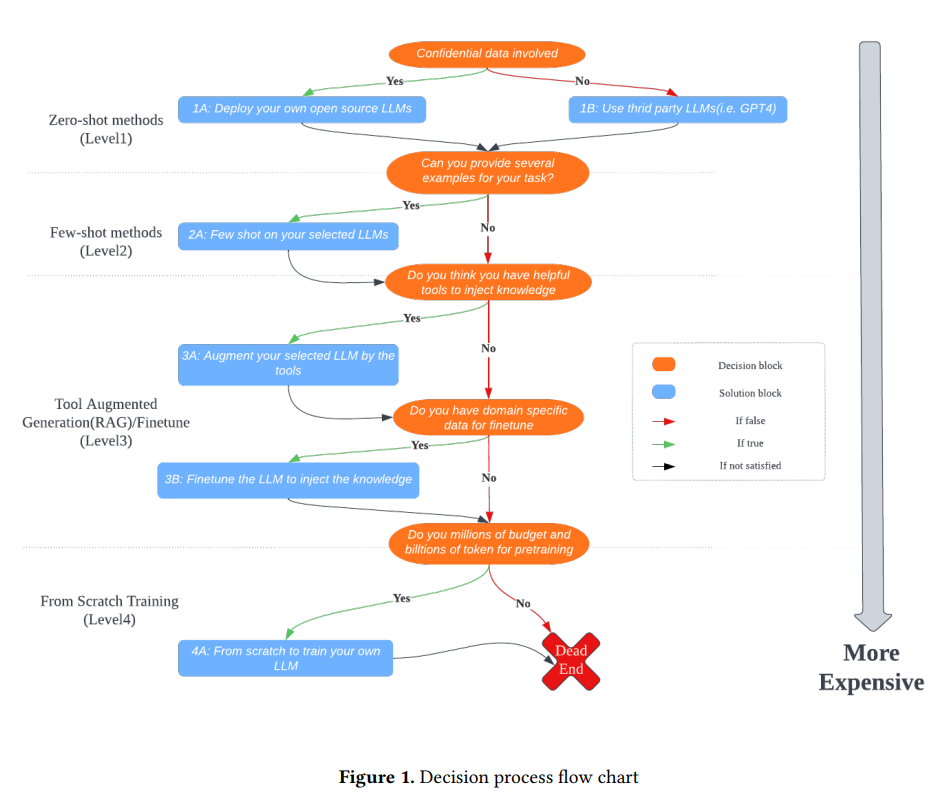 Confidential data involved
Yes
No
1A: Deploy your own open source LLMs
1B: Use thrid party LLMs(i.e. GPT4)
Zero-shot methods
(Level1)
Can you provide several
examples for your task?
Yes
No
Few-shot methods
(Level2)
2A: Few shot on your selected LLMs
Do you think you have helpful
tools to inject knowledge
Yes
No
3A: Augment your selected LLM by the
tools
Tool Augmented
Generation(RAG)/Finetune
(Level3)
Do you have domain specific
data for finetune
Yes
No
3B: Finetune the LLM to inject the knowledge
Do you millions of budget and
billtions of token for pretraining
Yes
No
From Scratch Training
(Level4)
4A: From scratch to train your own
LLM
Dead
End
Decision block
Solution block
If false
If true
If not satisfied
More
Expensive
Figure 1. Decision process flow chart